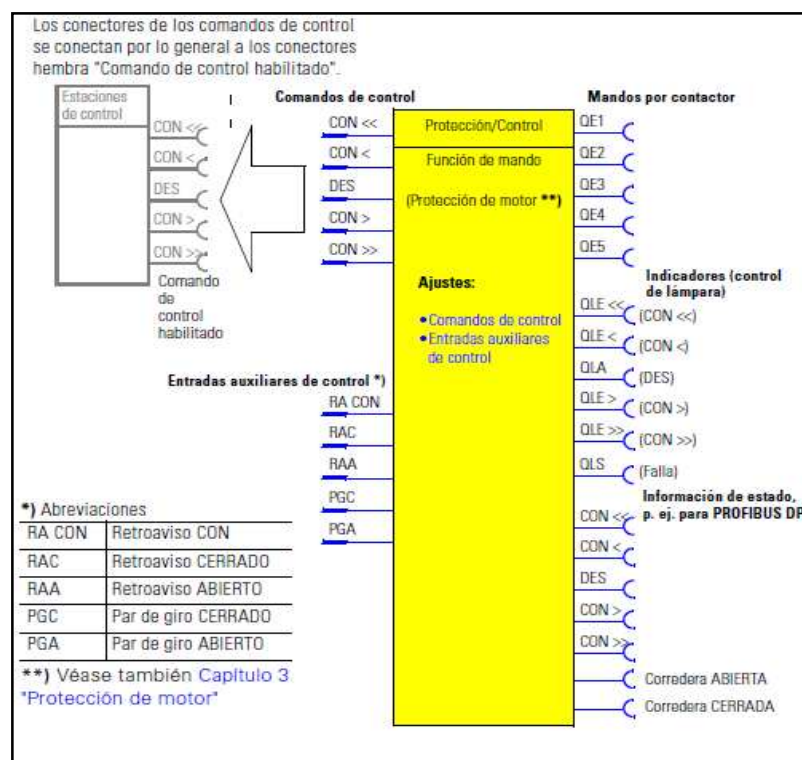 Los conectores de los comandos de control
se conectan por lo general a los conectores
hembra "Comando de control habilitado".
Estaciones
de control
CON <<
CON <
DES
CON >
CON >>
Comando
de
control
habilitado
Comandos de control
CON <<
CON <
DES
CON >
CON >>
Protección/Control
Función de mando
(Protección de motor **)
Ajustes:
•Comandos de control
•Entradas auxiliares
de control
Mandos por contactor
QE1
QE2
QE3
QE4
QE5
Indicadores (control
de lámpara)
QLE << (CON <<)
QLE < (CON <)
QLA (DES)
QLE > (CON >)
QLE >> (CON >>)
QLS (Falla)
Información de estado,
p. ej. para PROFIBUS DP
CON <<
CON <
DES
CON >
CON >>
Corredera ABIERTA
Corredera CERRADA
Entradas auxiliares de control *)
RA CON
RAC
RAA
PGC
PGA
*) Abreviaciones
RA CON Retroaviso CON
RAC Retroaviso CERRADO
RAA Retroaviso ABIERTO
PGC Par de giro CERRADO
PGA Par de giro ABIERTO
**) Véase también Capítulo 3
"Protección de motor"